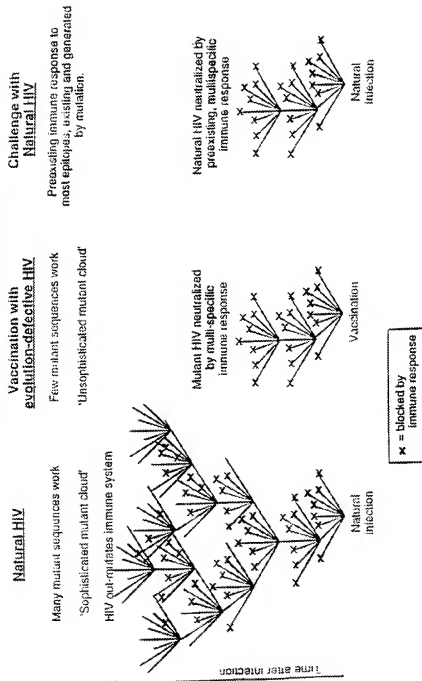 Natural HIV
Many mutant sequences work
'Sophisticated mutant cloud'
HIV out-mutates immune system
Natural
infection
Time after infection
Vaccination with
evolution-defective HIV
Few mutant sequences work
'Unsophisticated mutant cloud'
Mutant HIV neutralized
by multi-specific
immune response
Vaccination
Challenge with
Natural HIV
Preexisting immune response to
most epitopes, existing and generated
by mutation.
Natural HIV neutralized by
preexisting, multispecific
immune response
Natural
infection
x = blocked by
immune response